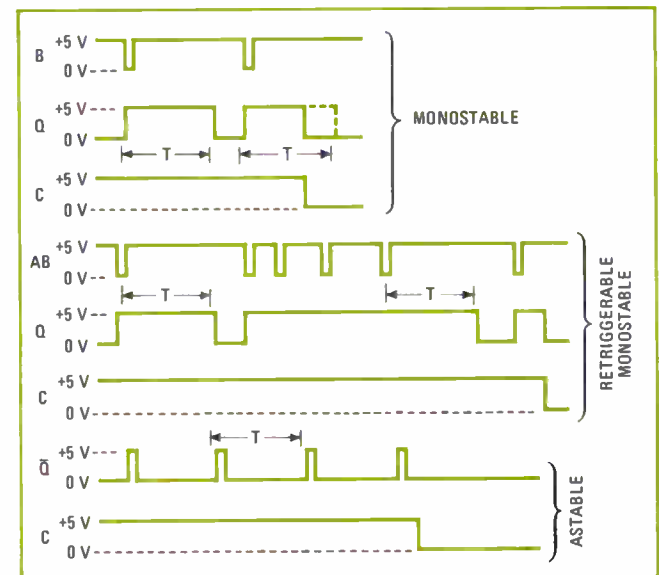 B +5 V
0 V
Q +5 V
0 V
T T
MONOSTABLE
C +5 V
0 V
AB +5 V
0 V
T T
Q +5 V
0 V
RETRIGGERABLE
MONOSTABLE
C +5 V
0 V
T
Q̄ +5 V
0 V
C +5 V
0 V
ASTABLE